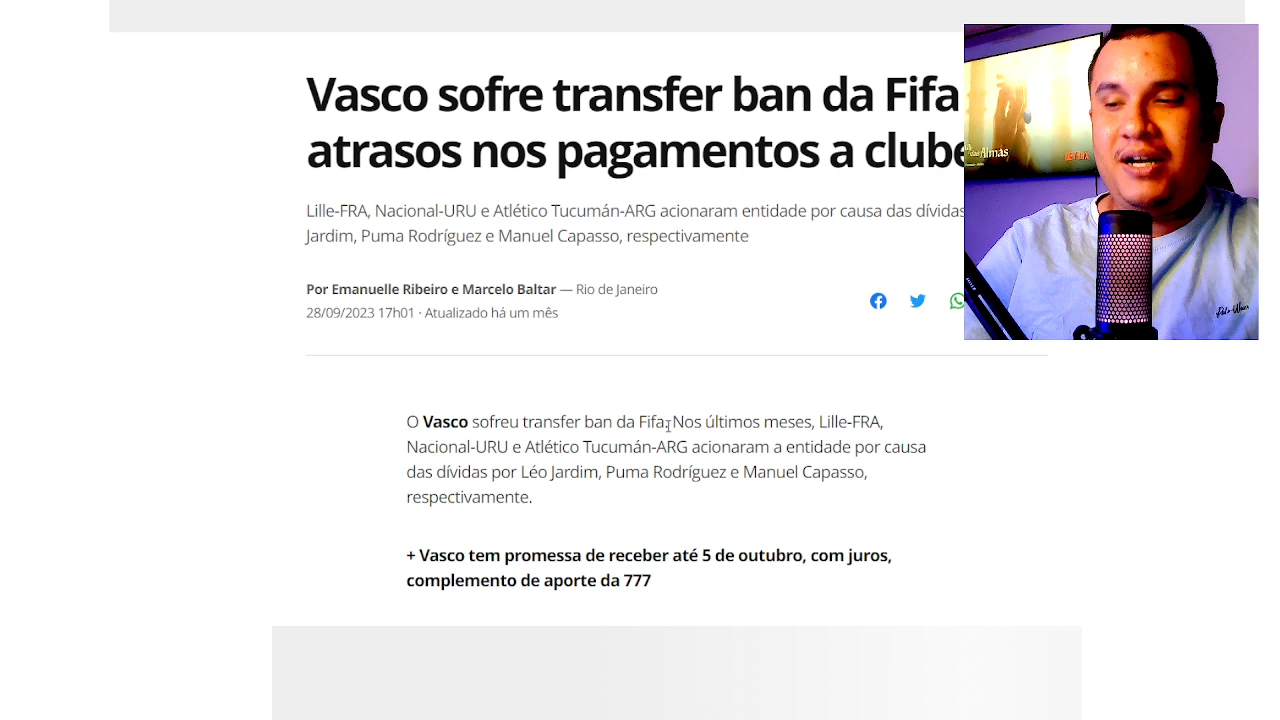 Vasco sofre transfer ban da Fifa
atrasos nos pagamentos a clube
Lille-FRA, Nacional-URU e Atlético Tucumán-ARG acionaram entidade por causa das dívidas
Jardim, Puma Rodríguez e Manuel Capasso, respectivamente
Por Emanuelle Ribeiro e Marcelo Baltar — Rio de Janeiro
28/09/2023 17h01 · Atualizado há um mês
O Vasco sofreu transfer ban da Fifa. Nos últimos meses, Lille-FRA,
Nacional-URU e Atlético Tucumán-ARG acionaram a entidade por causa
das dívidas por Léo Jardim, Puma Rodríguez e Manuel Capasso,
respectivamente.
+ Vasco tem promessa de receber até 5 de outubro, com juros,
complemento de aporte da 777
das Almas
NETFLIX